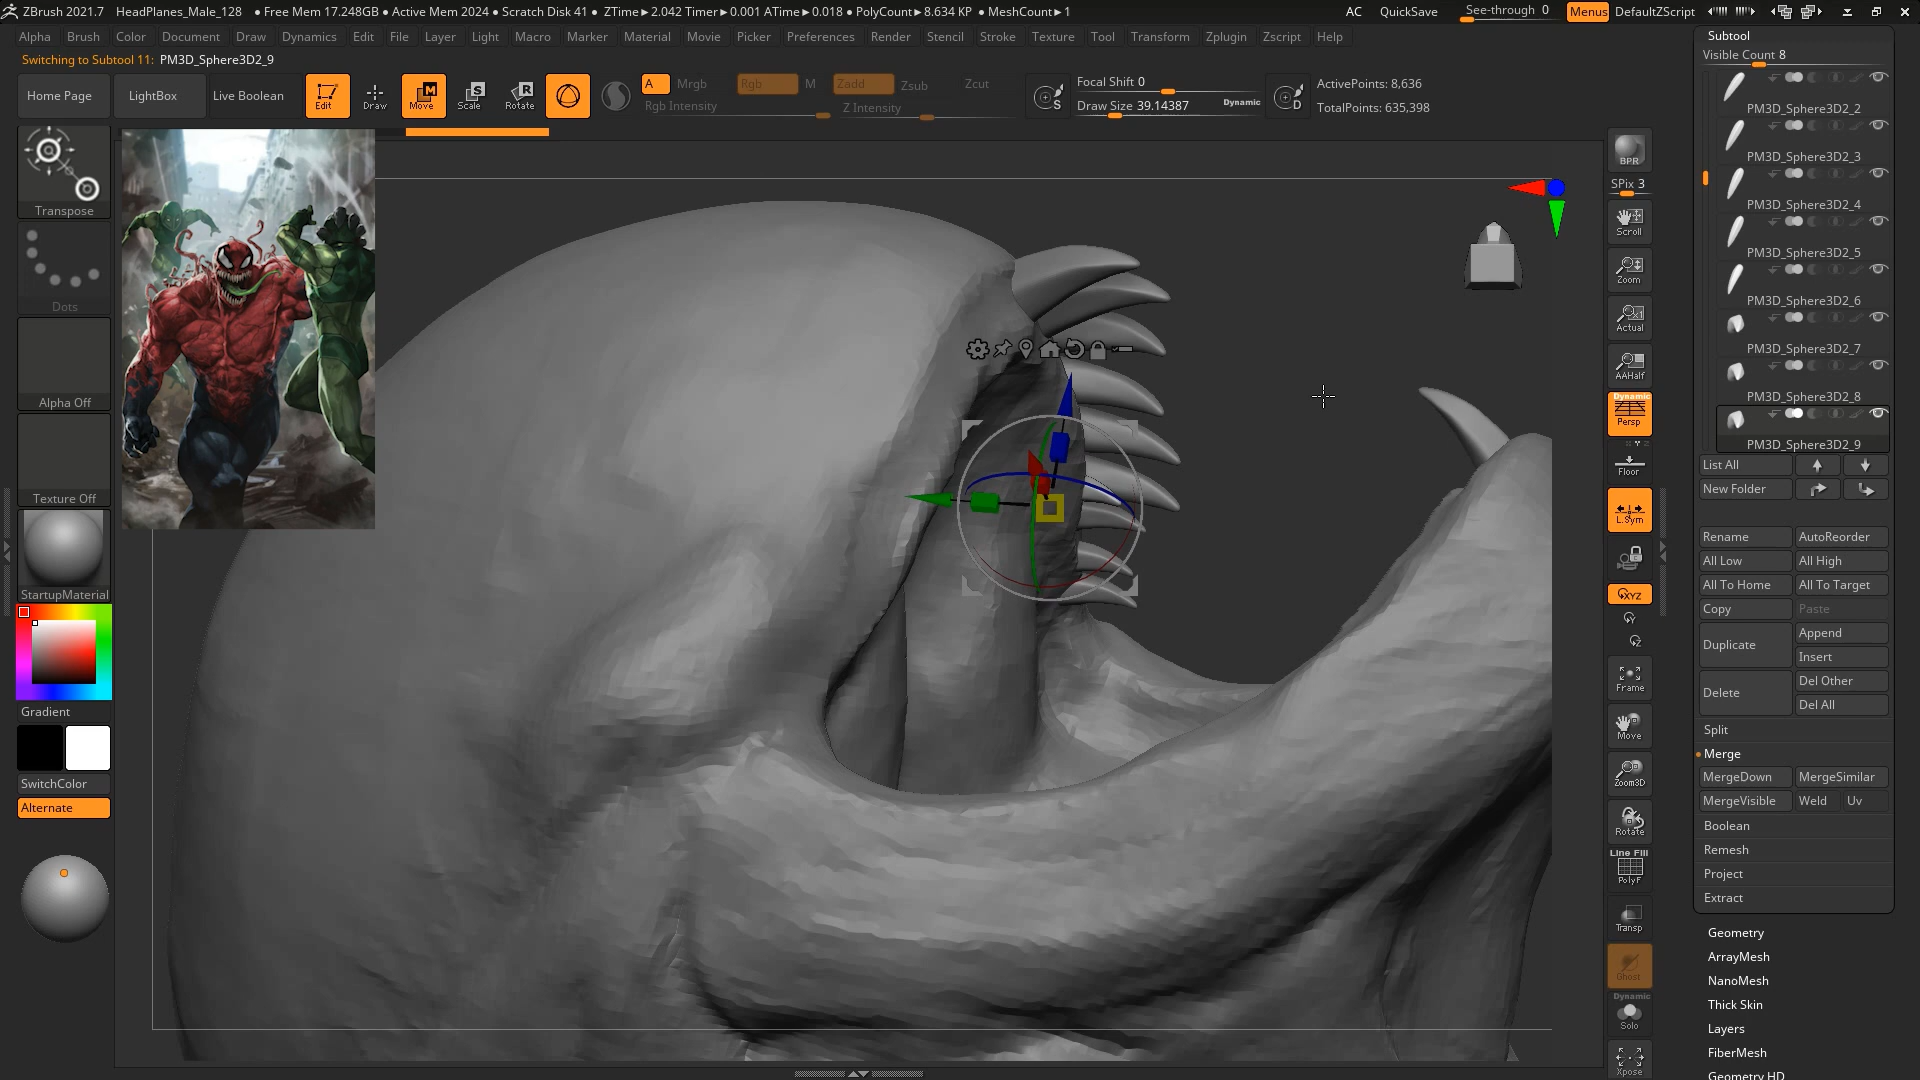 ZBrush 2021.7 HeadPlanes_Male_128 ● Free Mem 17.248GB ● Active Mem 2024 ● Scratch Disk 41 ● ZTime►2.042 Timer►0.001 ATime►0.018 ● PolyCount►8.634 KP ● MeshCount►1 AC QuickSave See-through 0 Menus DefaultZScript
Alpha Brush Color Document Draw Dynamics Edit File Layer Light Macro Marker Material Movie Picker Preferences Render Stencil Stroke Texture Tool Transform Zplugin Zscript Help
Switching to Subtool 11: PM3D_Sphere3D2_9
Home Page LightBox Live Boolean Edit Draw Move Scale Rotate
A Mrgb Rgb M Zadd Zsub Zcut
Rgb Intensity Z Intensity
Focal Shift 0
Draw Size 39.14387 Dynamic
S D
ActivePoints: 8,636
TotalPoints: 635,398
Transpose
Dots
Alpha Off
Texture Off
StartupMaterial
Gradient
SwitchColor
Alternate
BPR
SPix 3
Scroll
Zoom
Actual
AAHalf
Dynamic
Persp
Floor
L.Sym
XYZ
Y
Z
Frame
Move
Zoom3D
Rotate
Line Fill
PolyF
Transp
Ghost
Dynamic
Solo
Xpose
Subtool
Visible Count 8
PM3D_Sphere3D2_2
PM3D_Sphere3D2_3
PM3D_Sphere3D2_4
PM3D_Sphere3D2_5
PM3D_Sphere3D2_6
PM3D_Sphere3D2_7
PM3D_Sphere3D2_8
PM3D_Sphere3D2_9
List All
New Folder
Rename AutoReorder
All Low All High
All To Home All To Target
Copy Paste
Duplicate Append
Insert
Delete Del Other
Del All
Split
Merge
MergeDown MergeSimilar
MergeVisible Weld Uv
Boolean
Remesh
Project
Extract
Geometry
ArrayMesh
NanoMesh
Thick Skin
Layers
FiberMesh
Geometry HD